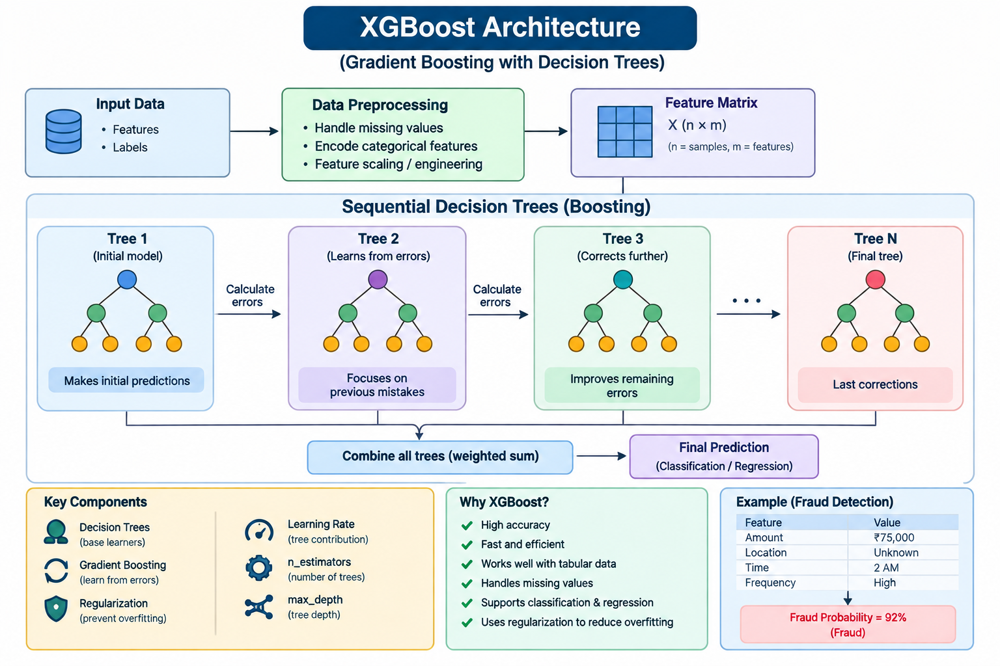 XGBoost Architecture
(Gradient Boosting with Decision Trees)
Input Data
• Features
• Labels
Data Preprocessing
• Handle missing values
• Encode categorical features
• Feature scaling / engineering
Feature Matrix
X (n × m)
(n = samples, m = features)
Sequential Decision Trees (Boosting)
Tree 1
(Initial model)
Makes initial predictions
Calculate
errors
Tree 2
(Learns from errors)
Focuses on
previous mistakes
Calculate
errors
Tree 3
(Corrects further)
Improves remaining
errors
...
Tree N
(Final tree)
Last corrections
Combine all trees (weighted sum)
Final Prediction
(Classification / Regression)
Key Components
Decision Trees
(base learners)
Gradient Boosting
(learn from errors)
Regularization
(prevent overfitting)
Learning Rate
(tree contribution)
n_estimators
(number of trees)
max_depth
(tree depth)
Why XGBoost?
✓ High accuracy
✓ Fast and efficient
✓ Works well with tabular data
✓ Handles missing values
✓ Supports classification & regression
✓ Uses regularization to reduce overfitting
Example (Fraud Detection)
Feature Value
Amount ₹75,000
Location Unknown
Time 2 AM
Frequency High
Fraud Probability = 92%
(Fraud)